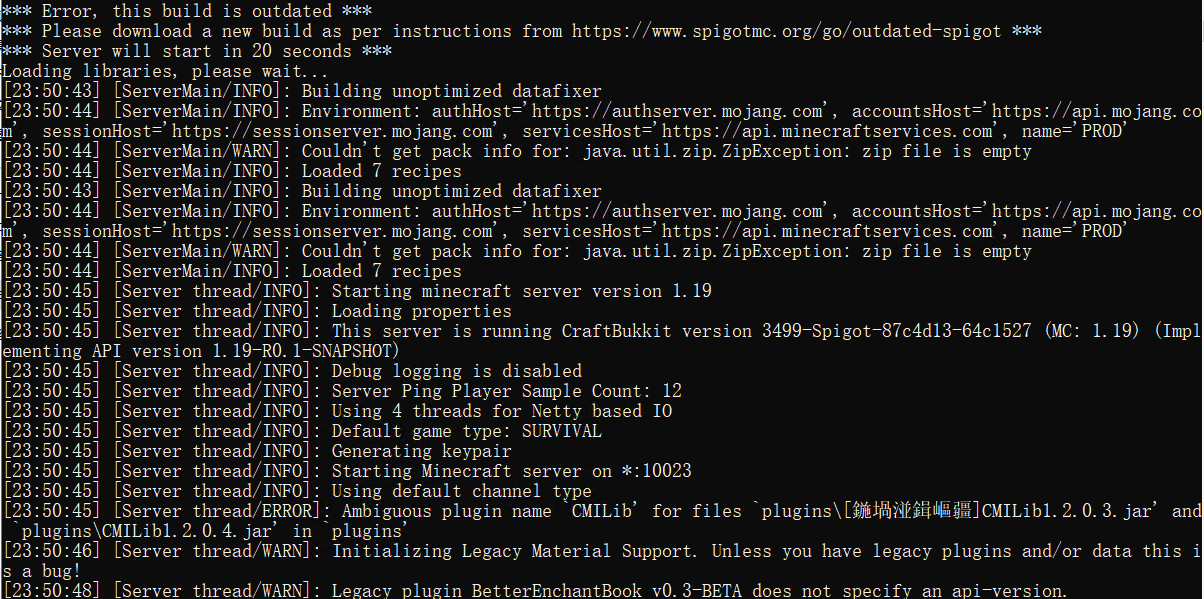 *** Error, this build is outdated ***
*** Please download a new build as per instructions from https://www.spigotmc.org/go/outdated-spigot ***
*** Server will start in 20 seconds ***
Loading libraries, please wait...
[23:50:43] [ServerMain/INFO]: Building unoptimized datafixer
[23:50:44] [ServerMain/INFO]: Environment: authHost='https://authserver.mojang.com', accountsHost='https://api.mojang.co
m', sessionHost='https://sessionserver.mojang.com', servicesHost='https://api.minecraftservices.com', name='PROD'
[23:50:44] [ServerMain/WARN]: Couldn't get pack info for: java.util.zip.ZipException: zip file is empty
[23:50:44] [ServerMain/INFO]: Loaded 7 recipes
[23:50:43] [ServerMain/INFO]: Building unoptimized datafixer
[23:50:44] [ServerMain/INFO]: Environment: authHost='https://authserver.mojang.com', accountsHost='https://api.mojang.co
m', sessionHost='https://sessionserver.mojang.com', servicesHost='https://api.minecraftservices.com', name='PROD'
[23:50:44] [ServerMain/WARN]: Couldn't get pack info for: java.util.zip.ZipException: zip file is empty
[23:50:44] [ServerMain/INFO]: Loaded 7 recipes
[23:50:45] [Server thread/INFO]: Starting minecraft server version 1.19
[23:50:45] [Server thread/INFO]: Loading properties
[23:50:45] [Server thread/INFO]: This server is running CraftBukkit version 3499-Spigot-87c4d13-64c1527 (MC: 1.19) (Impl
ementing API version 1.19-R0.1-SNAPSHOT)
[23:50:45] [Server thread/INFO]: Debug logging is disabled
[23:50:45] [Server thread/INFO]: Server Ping Player Sample Count: 12
[23:50:45] [Server thread/INFO]: Using 4 threads for Netty based IO
[23:50:45] [Server thread/INFO]: Default game type: SURVIVAL
[23:50:45] [Server thread/INFO]: Generating keypair
[23:50:45] [Server thread/INFO]: Starting Minecraft server on *:10023
[23:50:45] [Server thread/INFO]: Using default channel type
[23:50:45] [Server thread/ERROR]: Ambiguous plugin name `CMILib' for files `plugins\[]CMILib1.2.0.3.jar' and
`plugins\CMILib1.2.0.4.jar' in `plugins'
[23:50:46] [Server thread/WARN]: Initializing Legacy Material Support. Unless you have legacy plugins and/or data this i
s a bug!
[23:50:48] [Server thread/WARN]: Legacy plugin BetterEnchantBook v0.3-BETA does not specify an api-version.